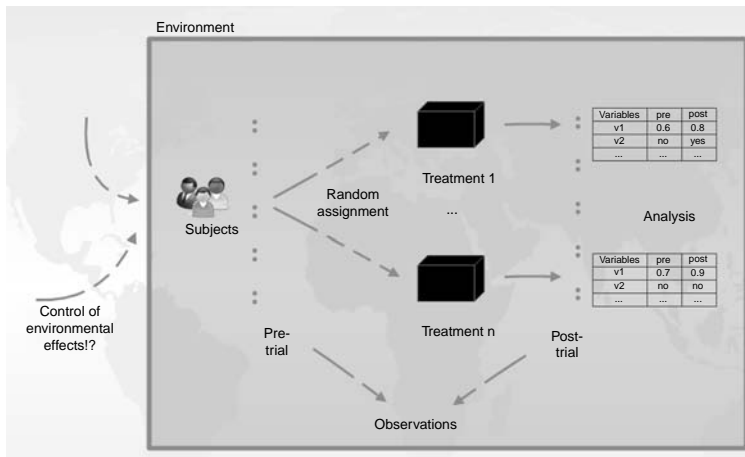 Environment
Subjects
Control of
environmental
effects!?
Pre-
trial
Random
assignment
Treatment 1
...
Treatment n
Observations
Post-
trial
Variables pre post
v1 0.6 0.8
v2 no yes
... ... ...
Analysis
Variables pre post
v1 0.7 0.9
v2 no no
... ... ...